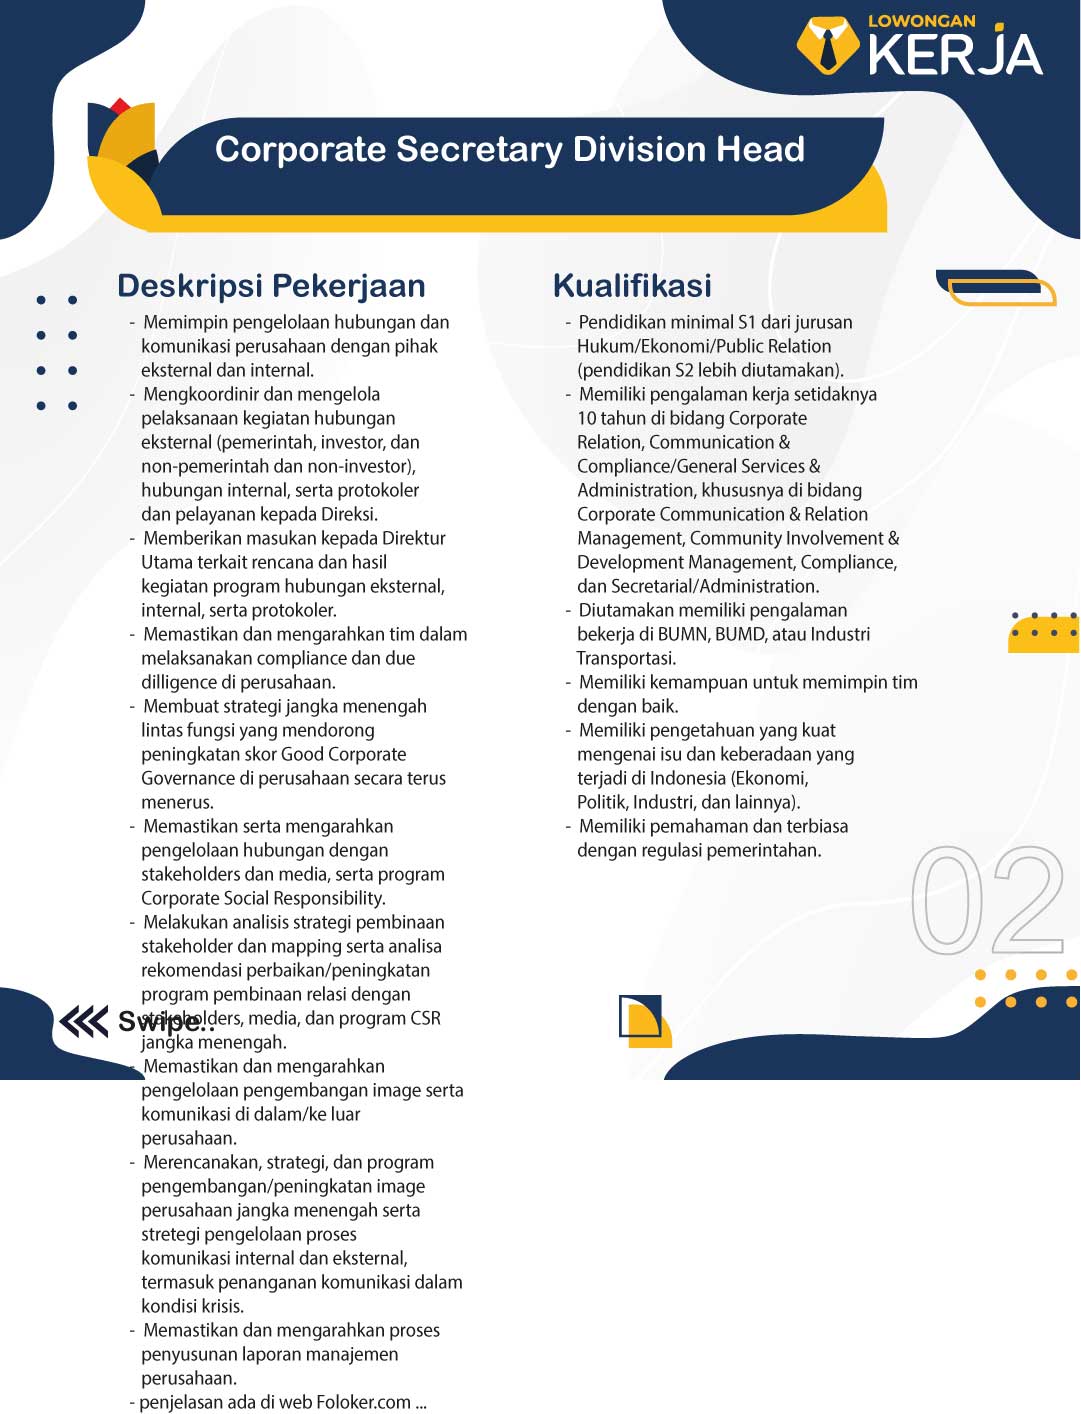 LOWONGAN
KERJA
Corporate Secretary Division Head
Deskripsi Pekerjaan
- Memimpin pengelolaan hubungan dan
komunikasi perusahaan dengan pihak
eksternal dan internal.
- Mengkoordinir dan mengelola
pelaksanaan kegiatan hubungan
eksternal (pemerintah, investor, dan
non-pemerintah dan non-investor),
hubungan internal, serta protokoler
dan pelayanan kepada Direksi.
- Memberikan masukan kepada Direktur
Utama terkait rencana dan hasil
kegiatan program hubungan eksternal,
internal, serta protokoler.
- Memastikan dan mengarahkan tim dalam
melaksanakan compliance dan due
dilligence di perusahaan.
- Membuat strategi jangka menengah
lintas fungsi yang mendorong
peningkatan skor Good Corporate
Governance di perusahaan secara terus
menerus.
- Memastikan serta mengarahkan
pengelolaan hubungan dengan
stakeholders dan media, serta program
Corporate Social Responsibility.
- Melakukan analisis strategi pembinaan
stakeholder dan mapping serta analisa
rekomendasi perbaikan/peningkatan
program pembinaan relasi dengan
stakeholders, media, dan program CSR
jangka menengah.
- Memastikan dan mengarahkan
pengelolaan pengembangan image serta
komunikasi di dalam/ke luar
perusahaan.
- Merencanakan, strategi, dan program
pengembangan/peningkatan image
perusahaan jangka menengah serta
stretegi pengelolaan proses
komunikasi internal dan eksternal,
termasuk penanganan komunikasi dalam
kondisi krisis.
- Memastikan dan mengarahkan proses
penyusunan laporan manajemen
perusahaan.
- penjelasan ada di web Foloker.com ...
Kualifikasi
- Pendidikan minimal S1 dari jurusan
Hukum/Ekonomi/Public Relation
(pendidikan S2 lebih diutamakan).
- Memiliki pengalaman kerja setidaknya
10 tahun di bidang Corporate
Relation, Communication &
Compliance/General Services &
Administration, khususnya di bidang
Corporate Communication & Relation
Management, Community Involvement &
Development Management, Compliance,
dan Secretarial/Administration.
- Diutamakan memiliki pengalaman
bekerja di BUMN, BUMD, atau Industri
Transportasi.
- Memiliki kemampuan untuk memimpin tim
dengan baik.
- Memiliki pengetahuan yang kuat
mengenai isu dan keberadaan yang
terjadi di Indonesia (Ekonomi,
Politik, Industri, dan lainnya).
- Memiliki pemahaman dan terbiasa
dengan regulasi pemerintahan.
02
Swipe..